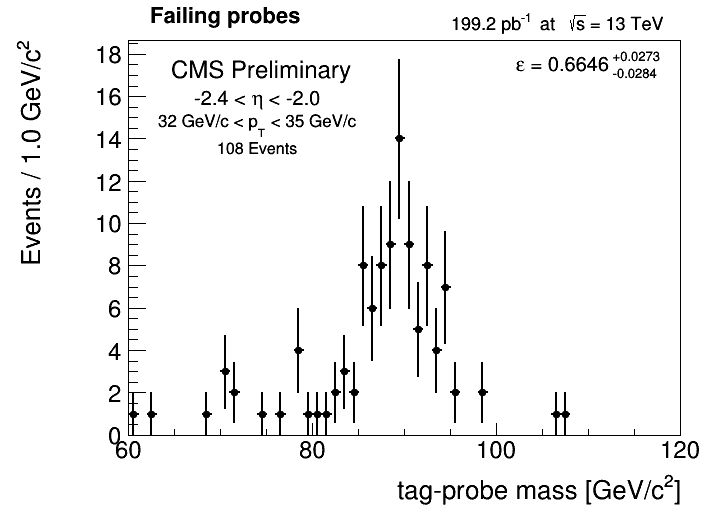 Failing probes
199.2 pb⁻¹ at √s = 13 TeV
CMS Preliminary
-2.4 < η < -2.0
32 GeV/c < p_T < 35 GeV/c
108 Events
ε = 0.6646 +0.0273 -0.0284
Events / 1.0 GeV/c²
18
16
14
12
10
8
6
4
2
0
60 80 100 120
tag-probe mass [GeV/c²]